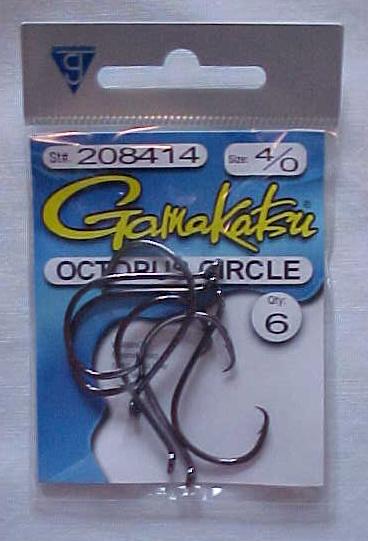 St#: 208414 Size: 4/0
Gamakatsu®
OCTOPUS CIRCLE
Qty:
6